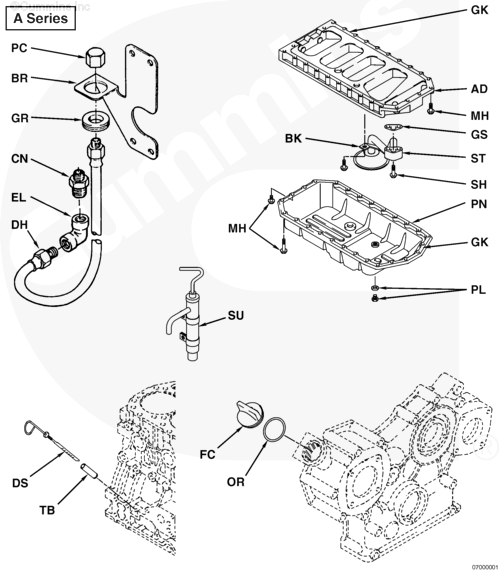 © Cummins Inc
A Series
PC
BR
GR
CN
EL
DH
GK
AD
MH
GS
BK
ST
SH
PN
MH
GK
PL
SU
DS
TB
FC
OR
07000001
cummins